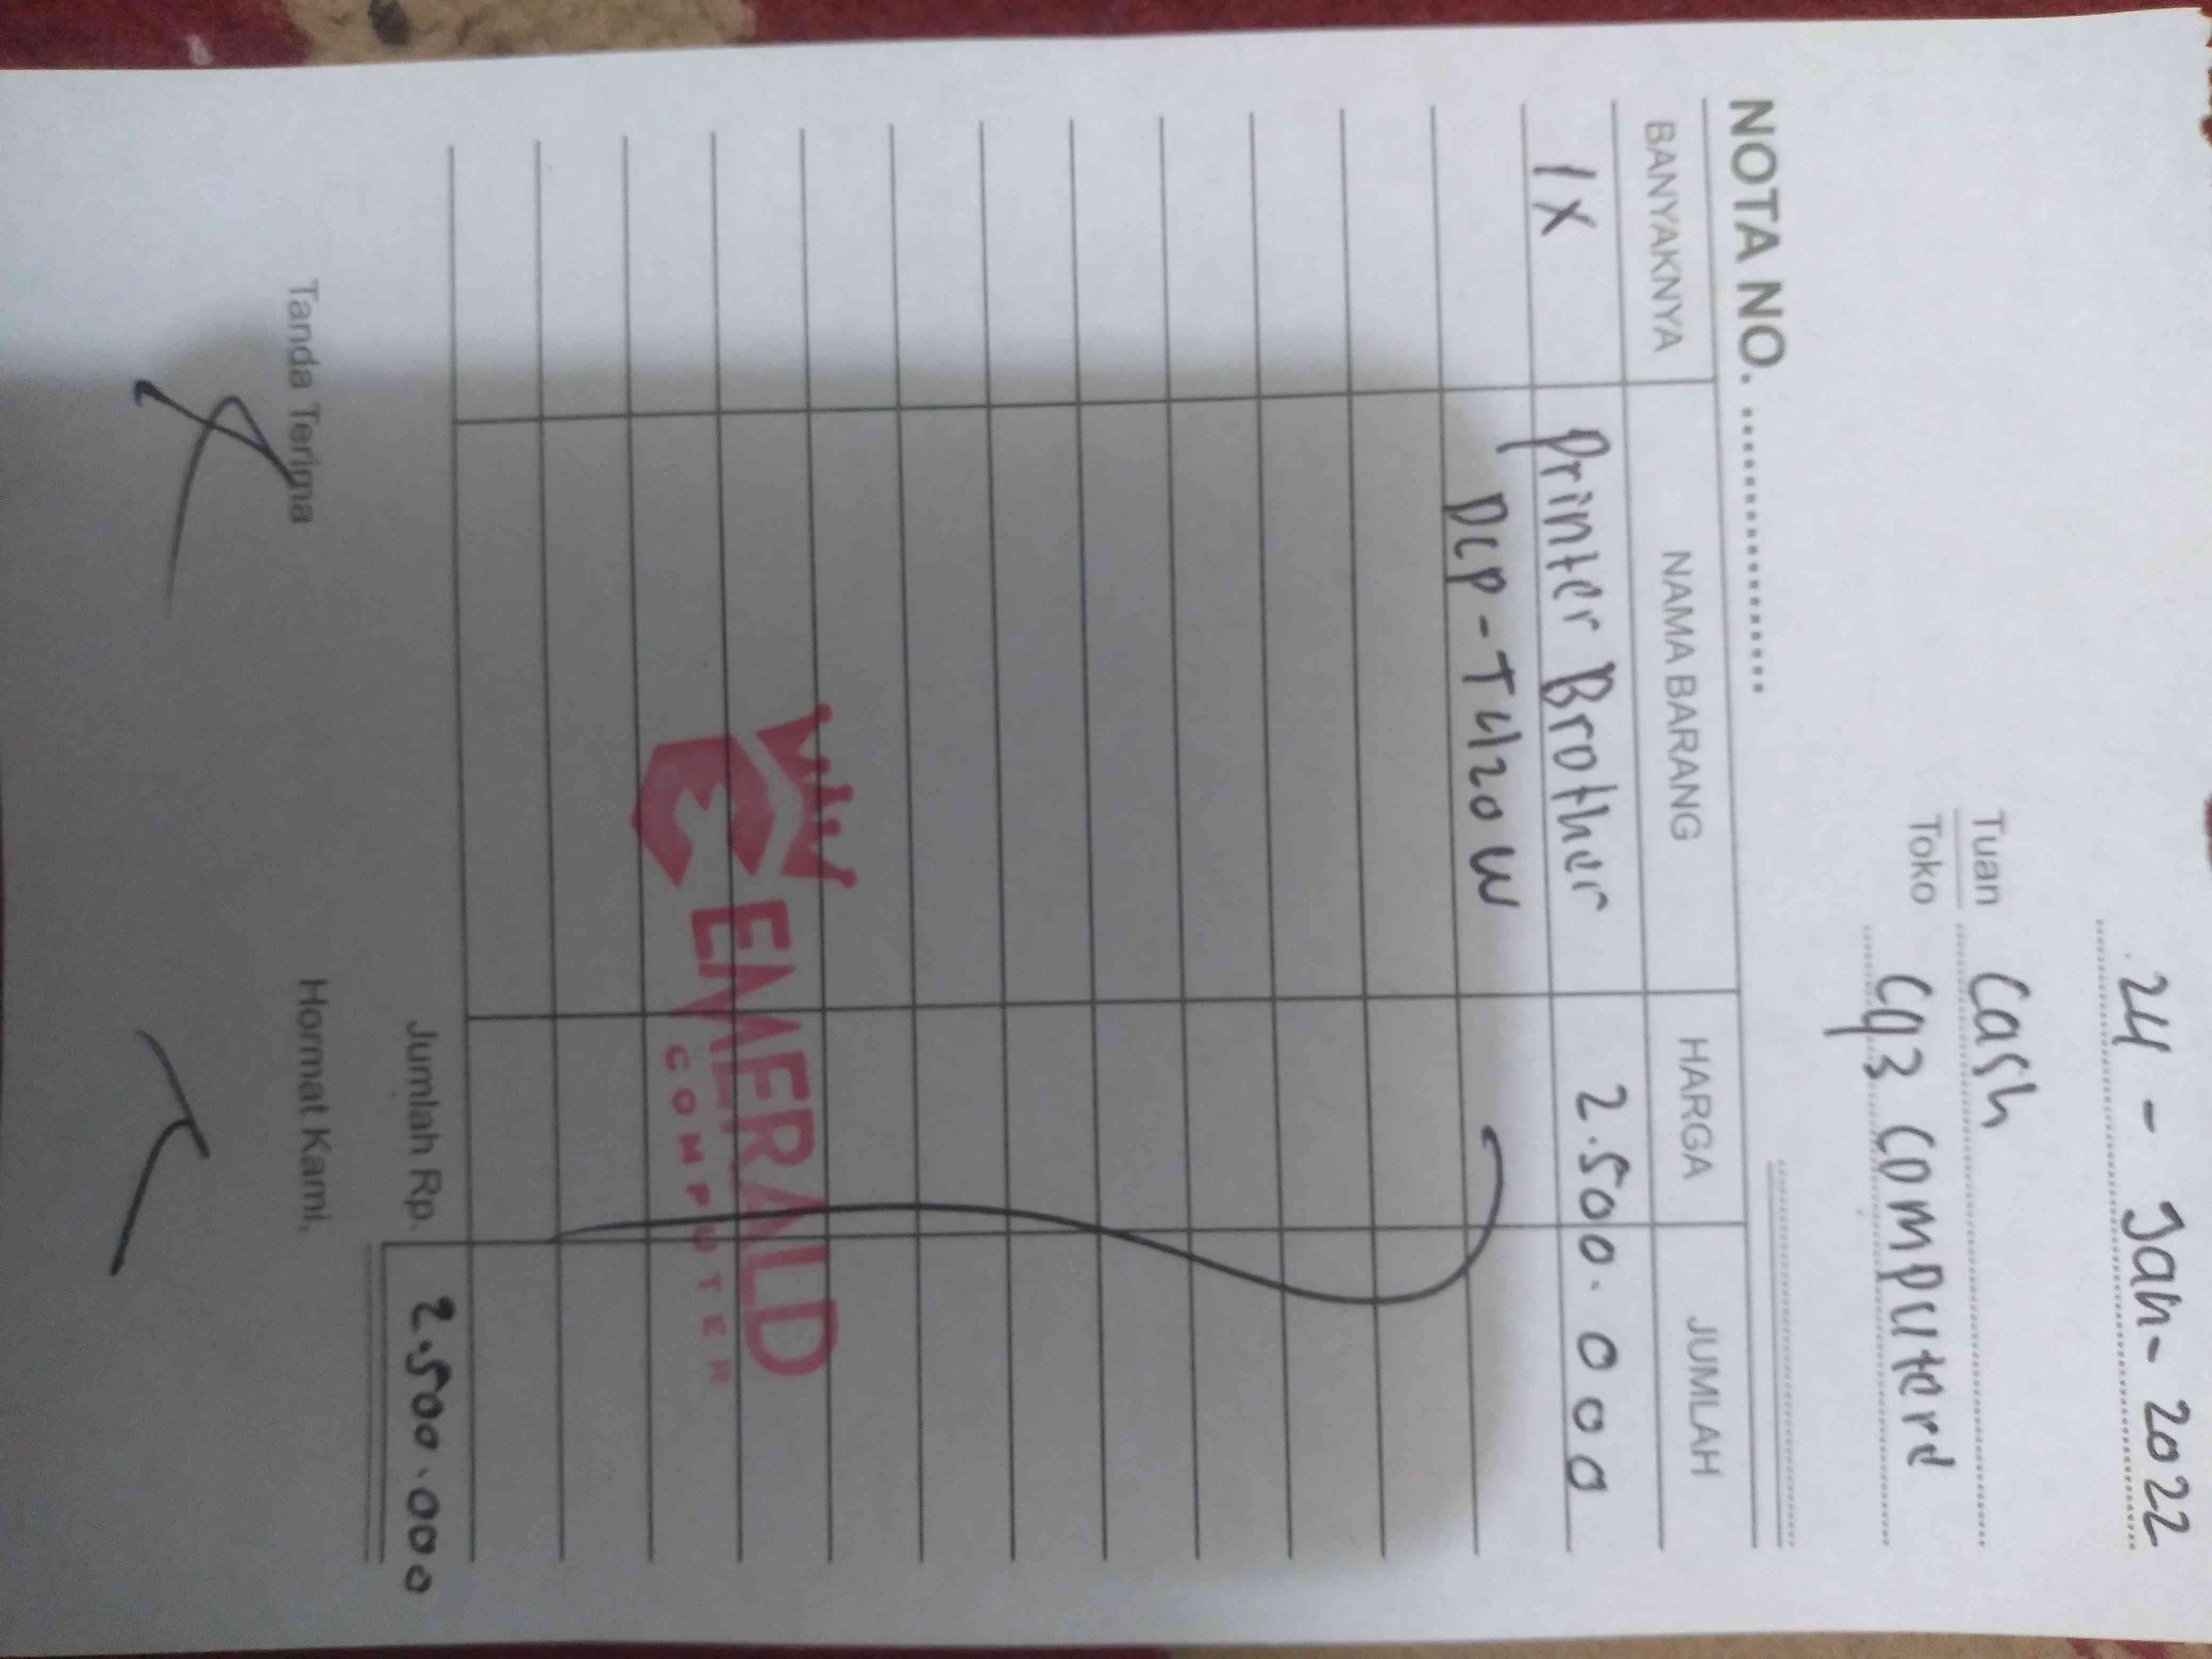 24 - Jan - 2022
Tuan Cash
Toko Cq3 Computerd
NOTA NO. ....................
BANYAKNYA NAMA BARANG HARGA JUMLAH
1X Printer Brother 2.500.000
DCP-T420W
EMERALD
COMPUTER
Jumlah Rp. 2.500.000
Tanda Terima Hormat Kami,